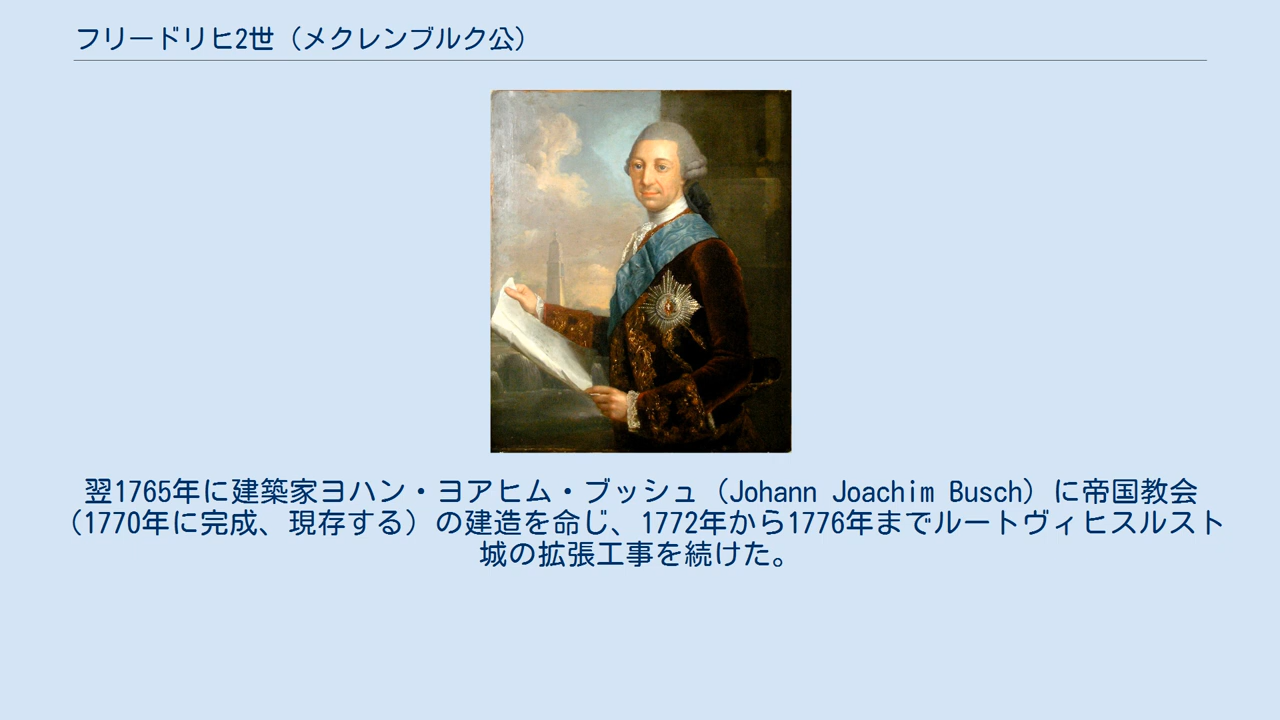 フリードリヒ2世（メクレンブルク公）
翌1765年に建築家ヨハン・ヨアヒム・ブッシュ（Johann Joachim Busch）に帝国教会
（1770年に完成、現存する）の建造を命じ、1772年から1776年までルートヴィヒスルスト
城の拡張工事を続けた。